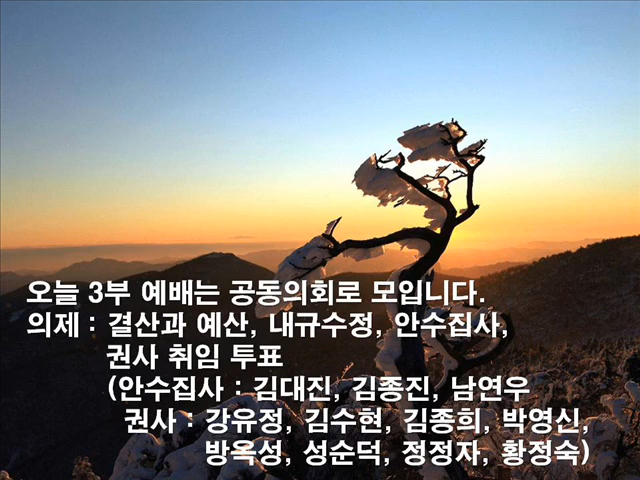 오늘 3부 예배는 공동의회로 모입니다.
의제 : 결산과 예산, 내규수정, 안수집사,
권사 취임 투표
(안수집사 : 김대진, 김종진, 남연우
권사 : 강유정, 김수현, 김종희, 박영신,
방옥성, 성순덕, 정정자, 황정숙)